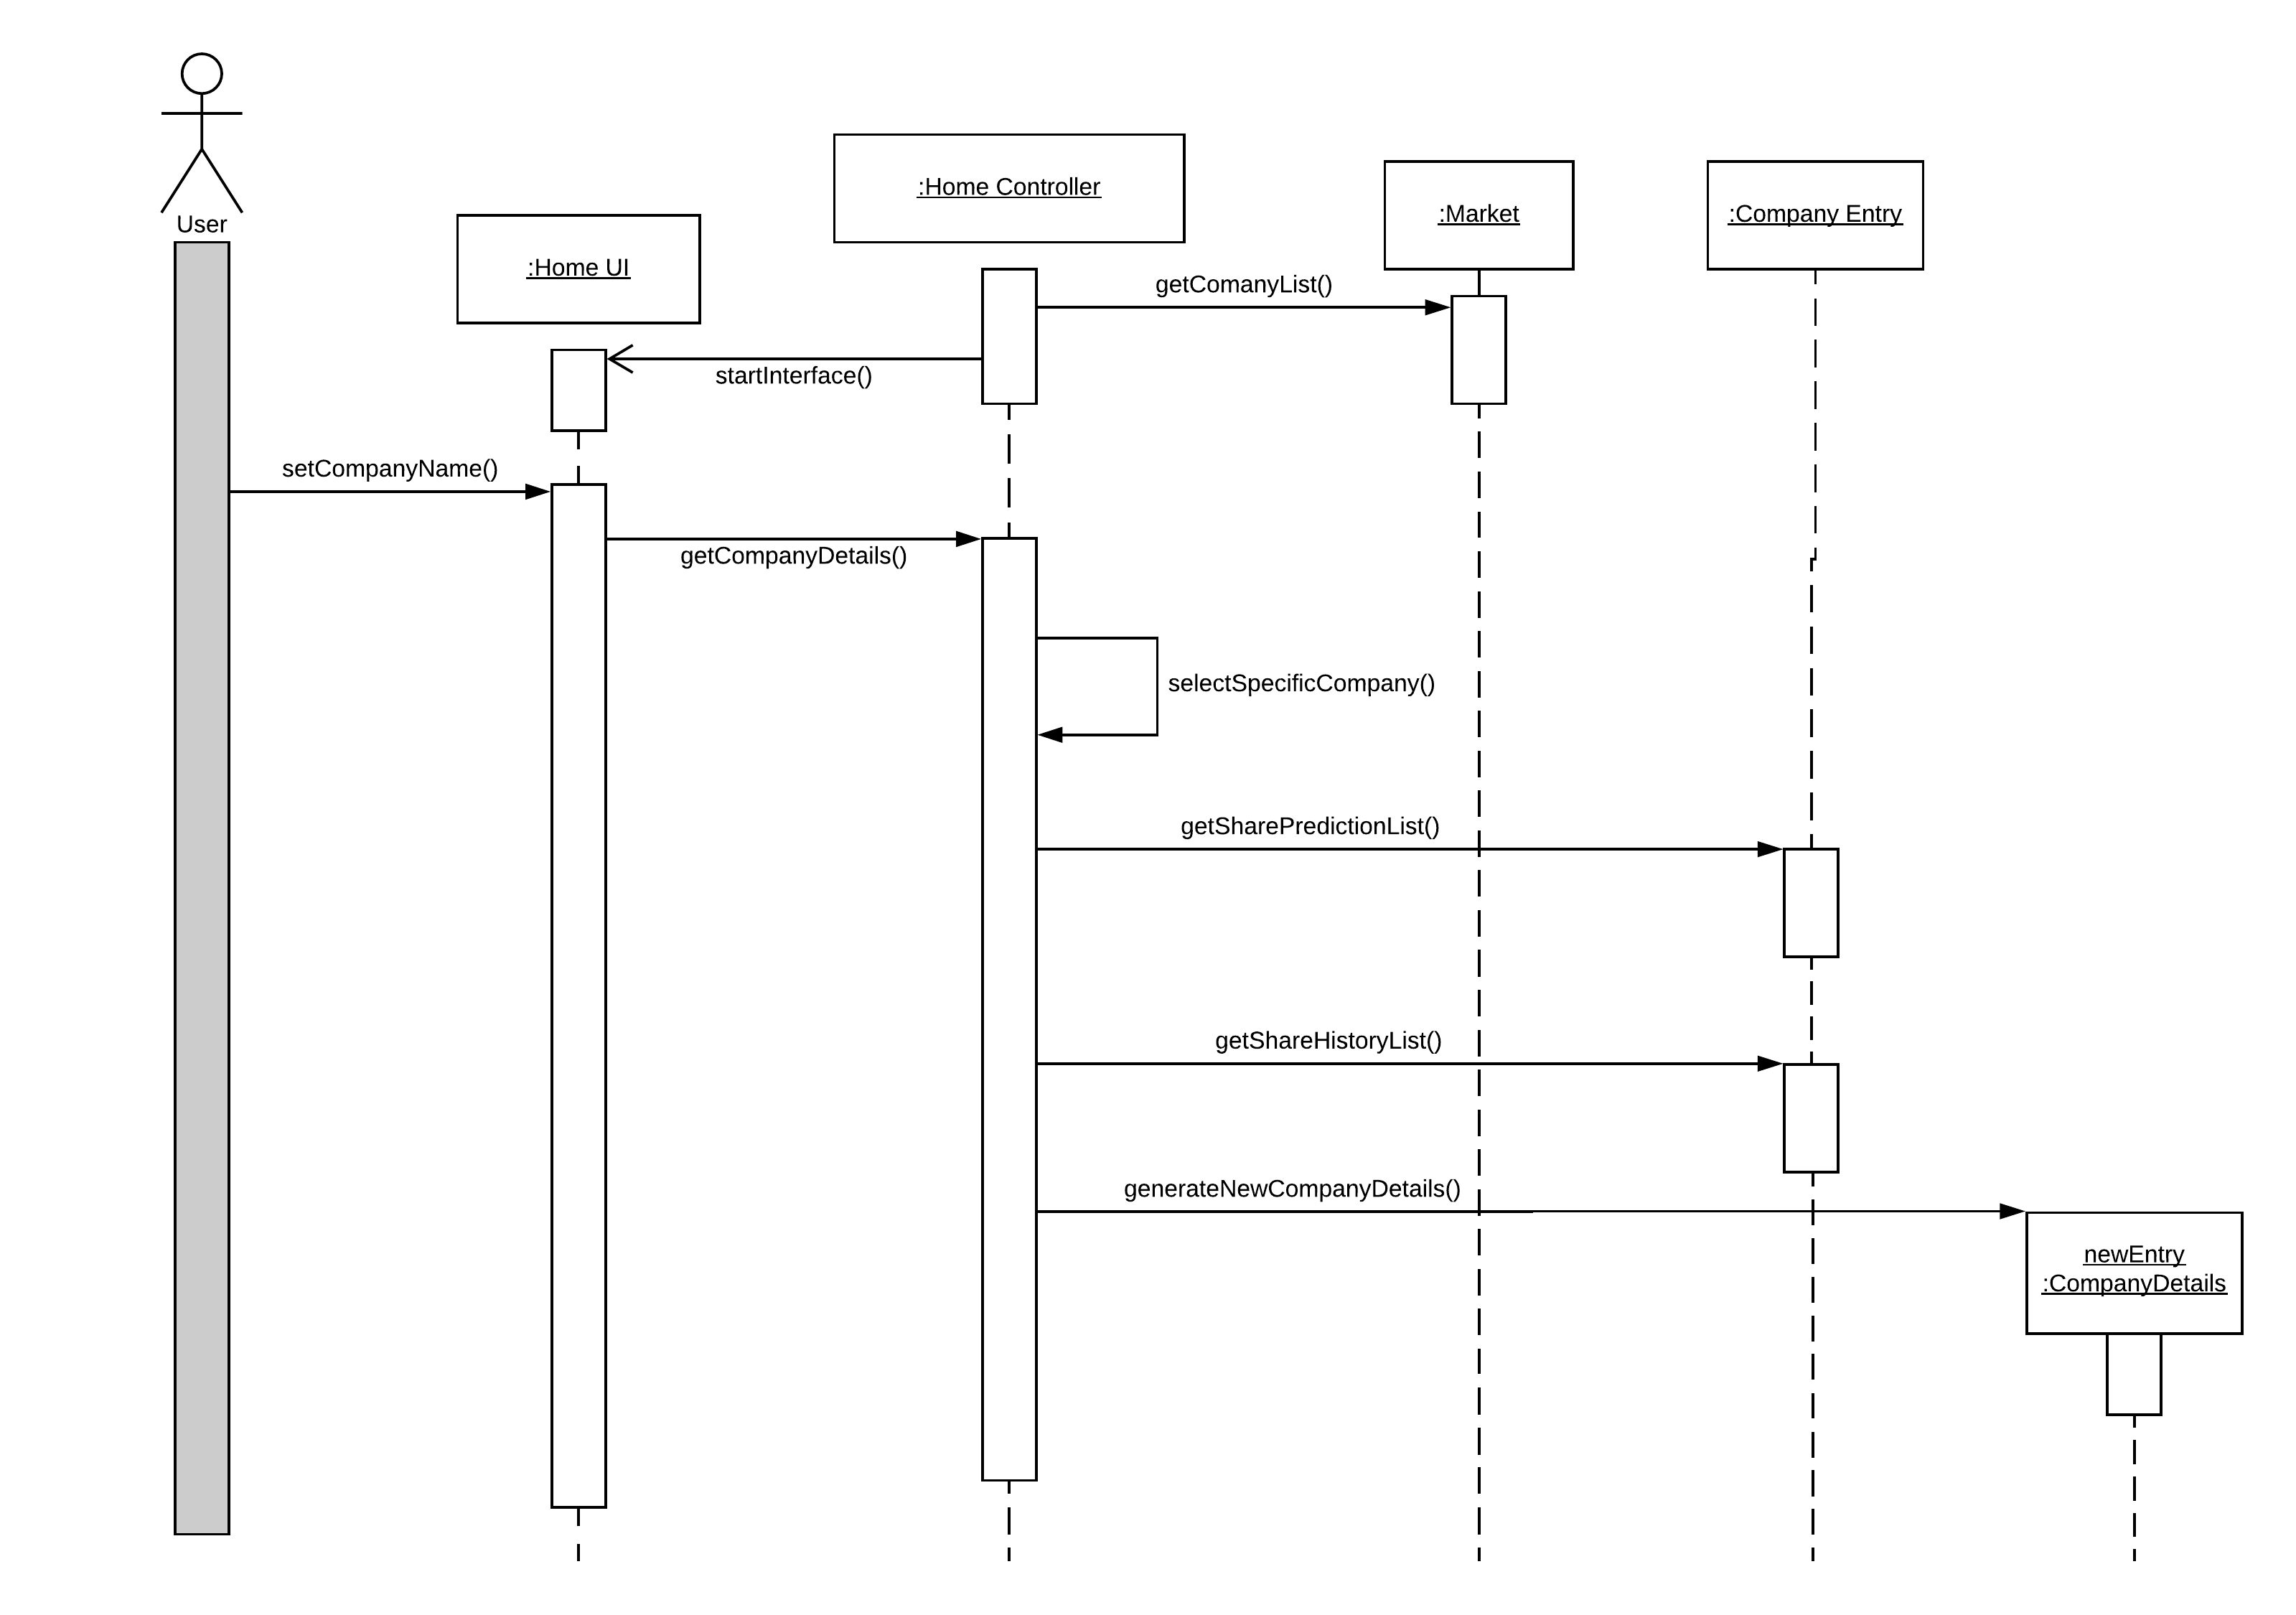 User
:Home UI
:Home Controller
:Market
:Company Entry
getComanyList()
startInterface()
setCompanyName()
getCompanyDetails()
selectSpecificCompany()
getSharePredictionList()
getShareHistoryList()
generateNewCompanyDetails()
newEntry
:CompanyDetails